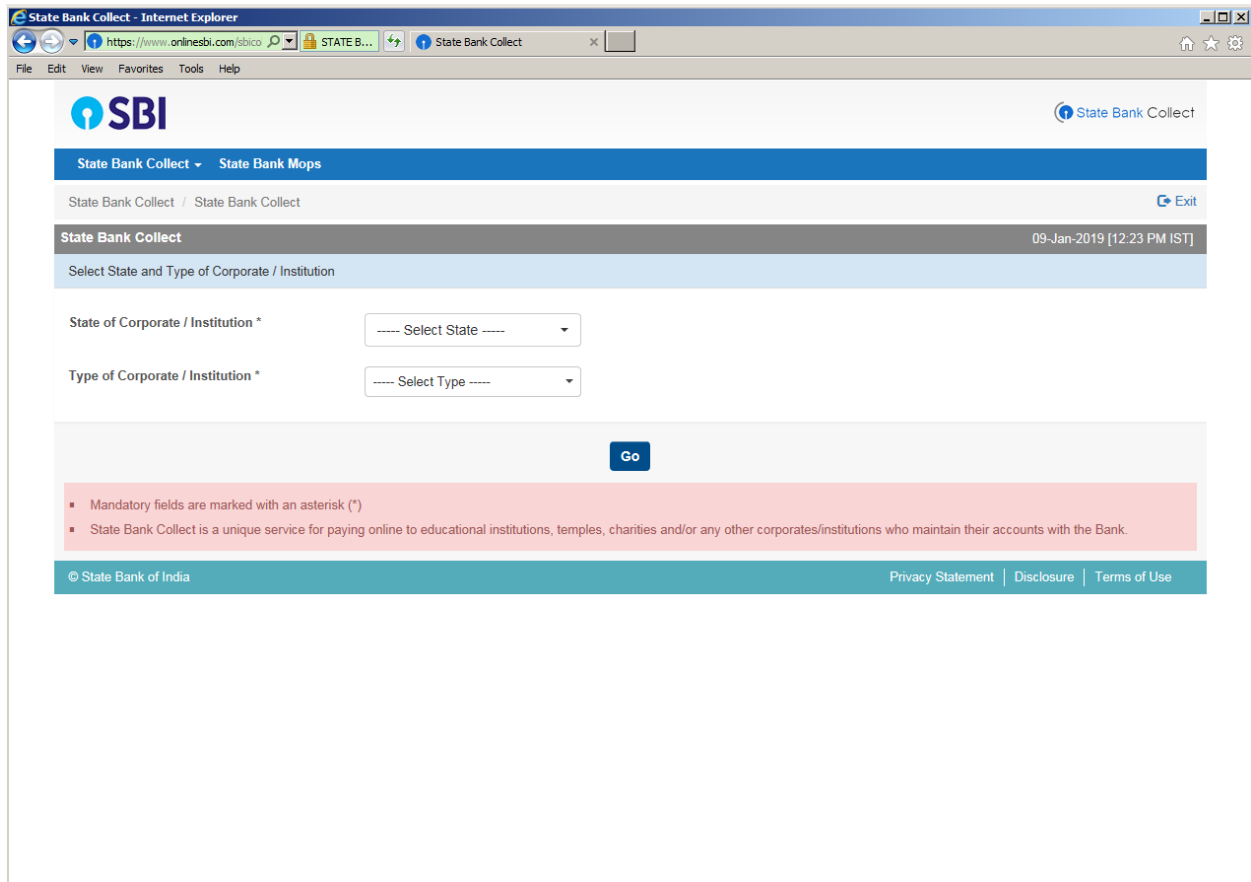 State Bank Collect - Internet Explorer
https://www.onlinesbi.com/sbico STATE B... State Bank Collect
File Edit View Favorites Tools Help
SBI State Bank Collect
State Bank Collect State Bank Mops
State Bank Collect / State Bank Collect Exit
State Bank Collect 09-Jan-2019 [12:23 PM IST]
Select State and Type of Corporate / Institution
State of Corporate / Institution * ----- Select State -----
Type of Corporate / Institution * ----- Select Type -----
Go
Mandatory fields are marked with an asterisk (*)
State Bank Collect is a unique service for paying online to educational institutions, temples, charities and/or any other corporates/institutions who maintain their accounts with the Bank.
© State Bank of India Privacy Statement | Disclosure | Terms of Use